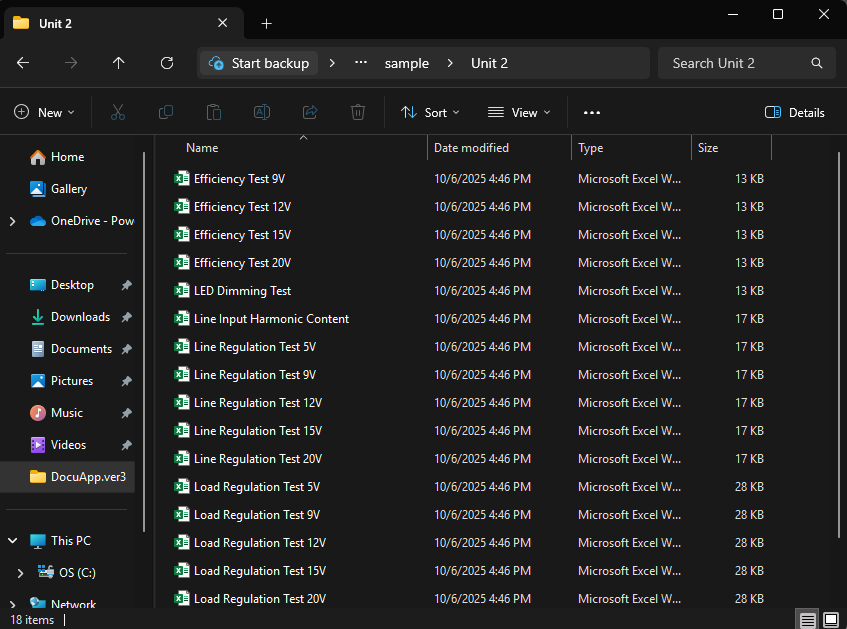 Unit 2
Start backup
sample
Unit 2
Search Unit 2
New
Sort
View
Details
Name Date modified Type Size
Home
Gallery
OneDrive - Pow
Desktop
Downloads
Documents
Pictures
Music
Videos
DocuApp.ver3
This PC
OS (C:)
Network
Efficiency Test 9V 10/6/2025 4:46 PM Microsoft Excel W... 13 KB
Efficiency Test 12V 10/6/2025 4:46 PM Microsoft Excel W... 13 KB
Efficiency Test 15V 10/6/2025 4:46 PM Microsoft Excel W... 13 KB
Efficiency Test 20V 10/6/2025 4:46 PM Microsoft Excel W... 13 KB
LED Dimming Test 10/6/2025 4:46 PM Microsoft Excel W... 13 KB
Line Input Harmonic Content 10/6/2025 4:46 PM Microsoft Excel W... 17 KB
Line Regulation Test 5V 10/6/2025 4:46 PM Microsoft Excel W... 17 KB
Line Regulation Test 9V 10/6/2025 4:46 PM Microsoft Excel W... 17 KB
Line Regulation Test 12V 10/6/2025 4:46 PM Microsoft Excel W... 17 KB
Line Regulation Test 15V 10/6/2025 4:46 PM Microsoft Excel W... 17 KB
Line Regulation Test 20V 10/6/2025 4:46 PM Microsoft Excel W... 17 KB
Load Regulation Test 5V 10/6/2025 4:46 PM Microsoft Excel W... 28 KB
Load Regulation Test 9V 10/6/2025 4:46 PM Microsoft Excel W... 28 KB
Load Regulation Test 12V 10/6/2025 4:46 PM Microsoft Excel W... 28 KB
Load Regulation Test 15V 10/6/2025 4:46 PM Microsoft Excel W... 28 KB
Load Regulation Test 20V 10/6/2025 4:46 PM Microsoft Excel W... 28 KB
18 items